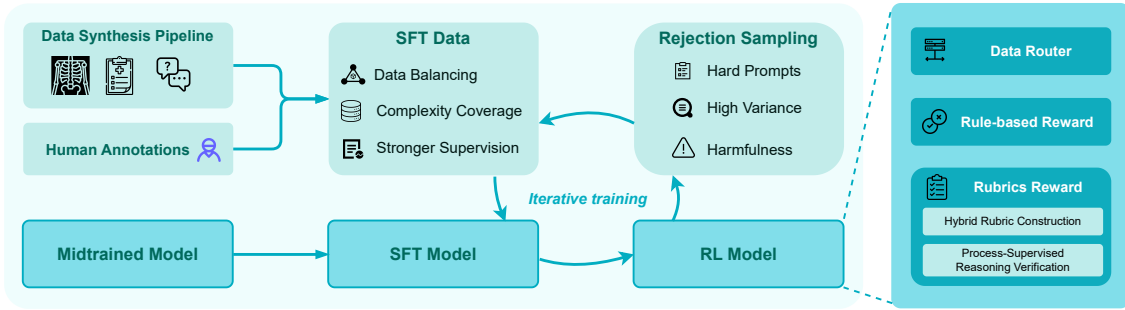 Data Synthesis Pipeline
?
Human Annotations
SFT Data
Data Balancing
Complexity Coverage
Stronger Supervision
Rejection Sampling
Hard Prompts
High Variance
Harmfulness
Iterative training
Midtrained Model
SFT Model
RL Model
Data Router
Rule-based Reward
Rubrics Reward
Hybrid Rubric Construction
Process-Supervised
Reasoning Verification